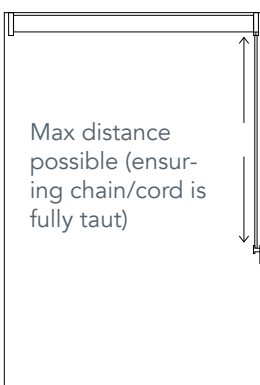 Max distance
possible (ensur-
ing chain/cord is
fully taut)